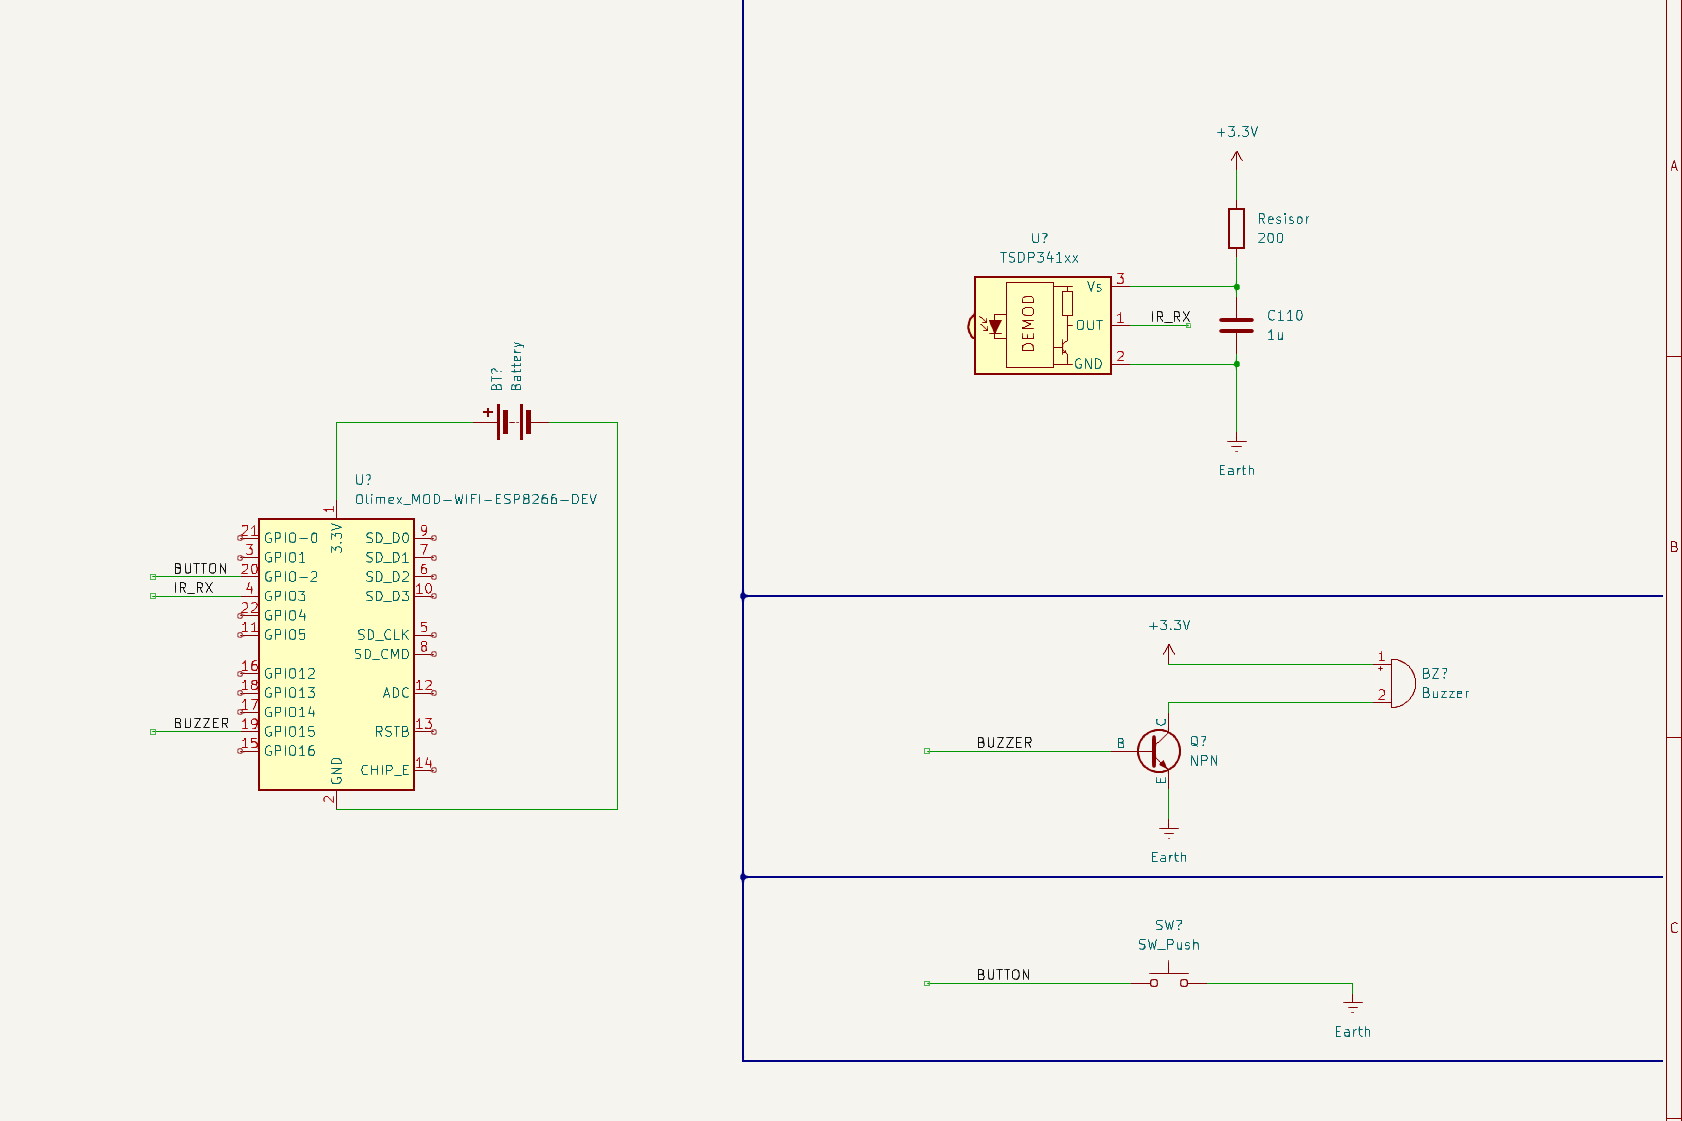 BT?
Battery
+
U?
Olimex_MOD-WIFI-ESP8266-DEV
1
3.3V
21 GPIO-0
3 GPIO1
BUTTON 20 GPIO-2
IR_RX 4 GPIO3
22 GPIO4
11 GPIO5
16 GPIO12
18 GPIO13
17 GPIO14
BUZZER 19 GPIO15
15 GPIO16
SD_D0 9
SD_D1 7
SD_D2 6
SD_D3 10
SD_CLK 5
SD_CMD 8
ADC 12
RSTB 13
CHIP_E 14
GND
2
+3.3V
Resisor
200
U?
TSDP341xx
DEMOD
Vs 3
OUT 1 IR_RX
GND 2
C110
1u
Earth
+3.3V
1
+
2
BZ?
Buzzer
BUZZER
B
C
E
Q?
NPN
Earth
SW?
SW_Push
BUTTON
Earth
A
B
C